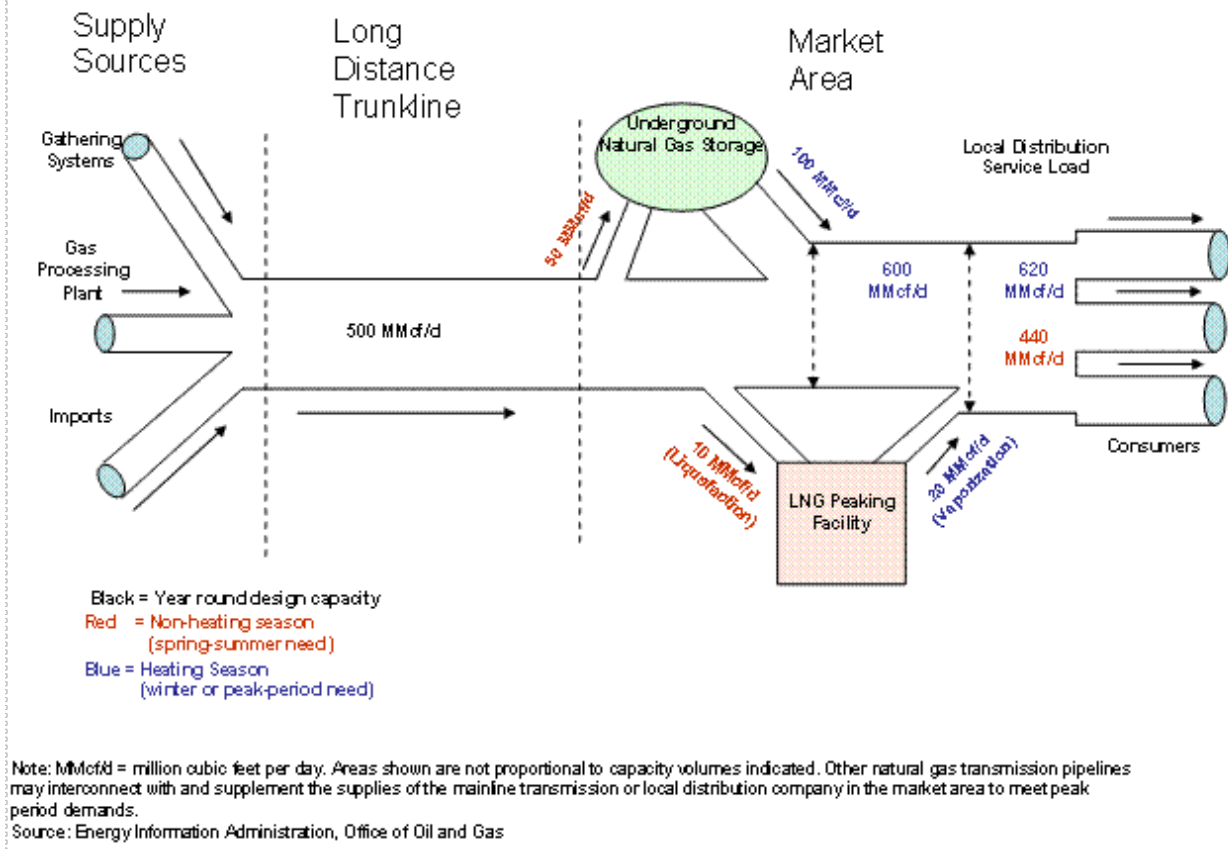 Supply
Sources
Long
Distance
Trunkline
Market
Area
Gathering
Systems
Gas
Processing
Plant
Imports
500 MMcf/d
50 MMcf/d
Underground
Natural Gas Storage
100 MMcf/d
Local Distribution
Service Load
600
MMcf/d
620
MMcf/d
440
MMcf/d
10 MMcf/d
(Liquefaction)
LNG Peaking
Facility
20 MMcf/d
(Vaporization)
Consumers
Black = Year round design capacity
Red = Non-heating season
(spring-summer need)
Blue = Heating Season
(winter or peak-period need)
Note: MMcf/d = million cubic feet per day. Areas shown are not proportional to capacity volumes indicated. Other natural gas transmission pipelines
may interconnect with and supplement the supplies of the mainline transmission or local distribution company in the market area to meet peak
period demands.
Source: Energy Information Administration, Office of Oil and Gas